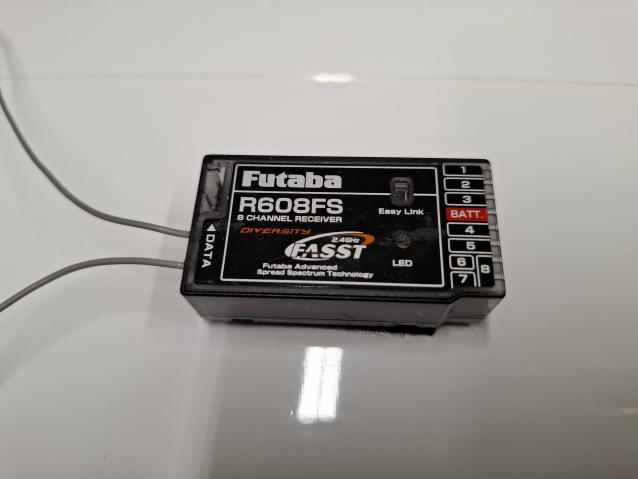 Futaba
R608FS
8 CHANNEL RECEIVER
DIVERSITY
2.4GHz
FASST
Futaba Advanced
Spread Spectrum Technology
Easy Link
LED
◀DATA
1
2
3
BATT.
4
5
6
7
8